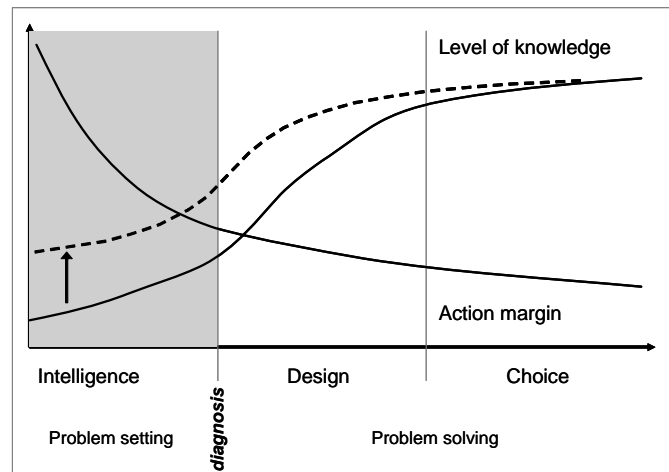 Level of knowledge
Action margin
Intelligence
Design
Choice
diagnosis
Problem setting
Problem solving